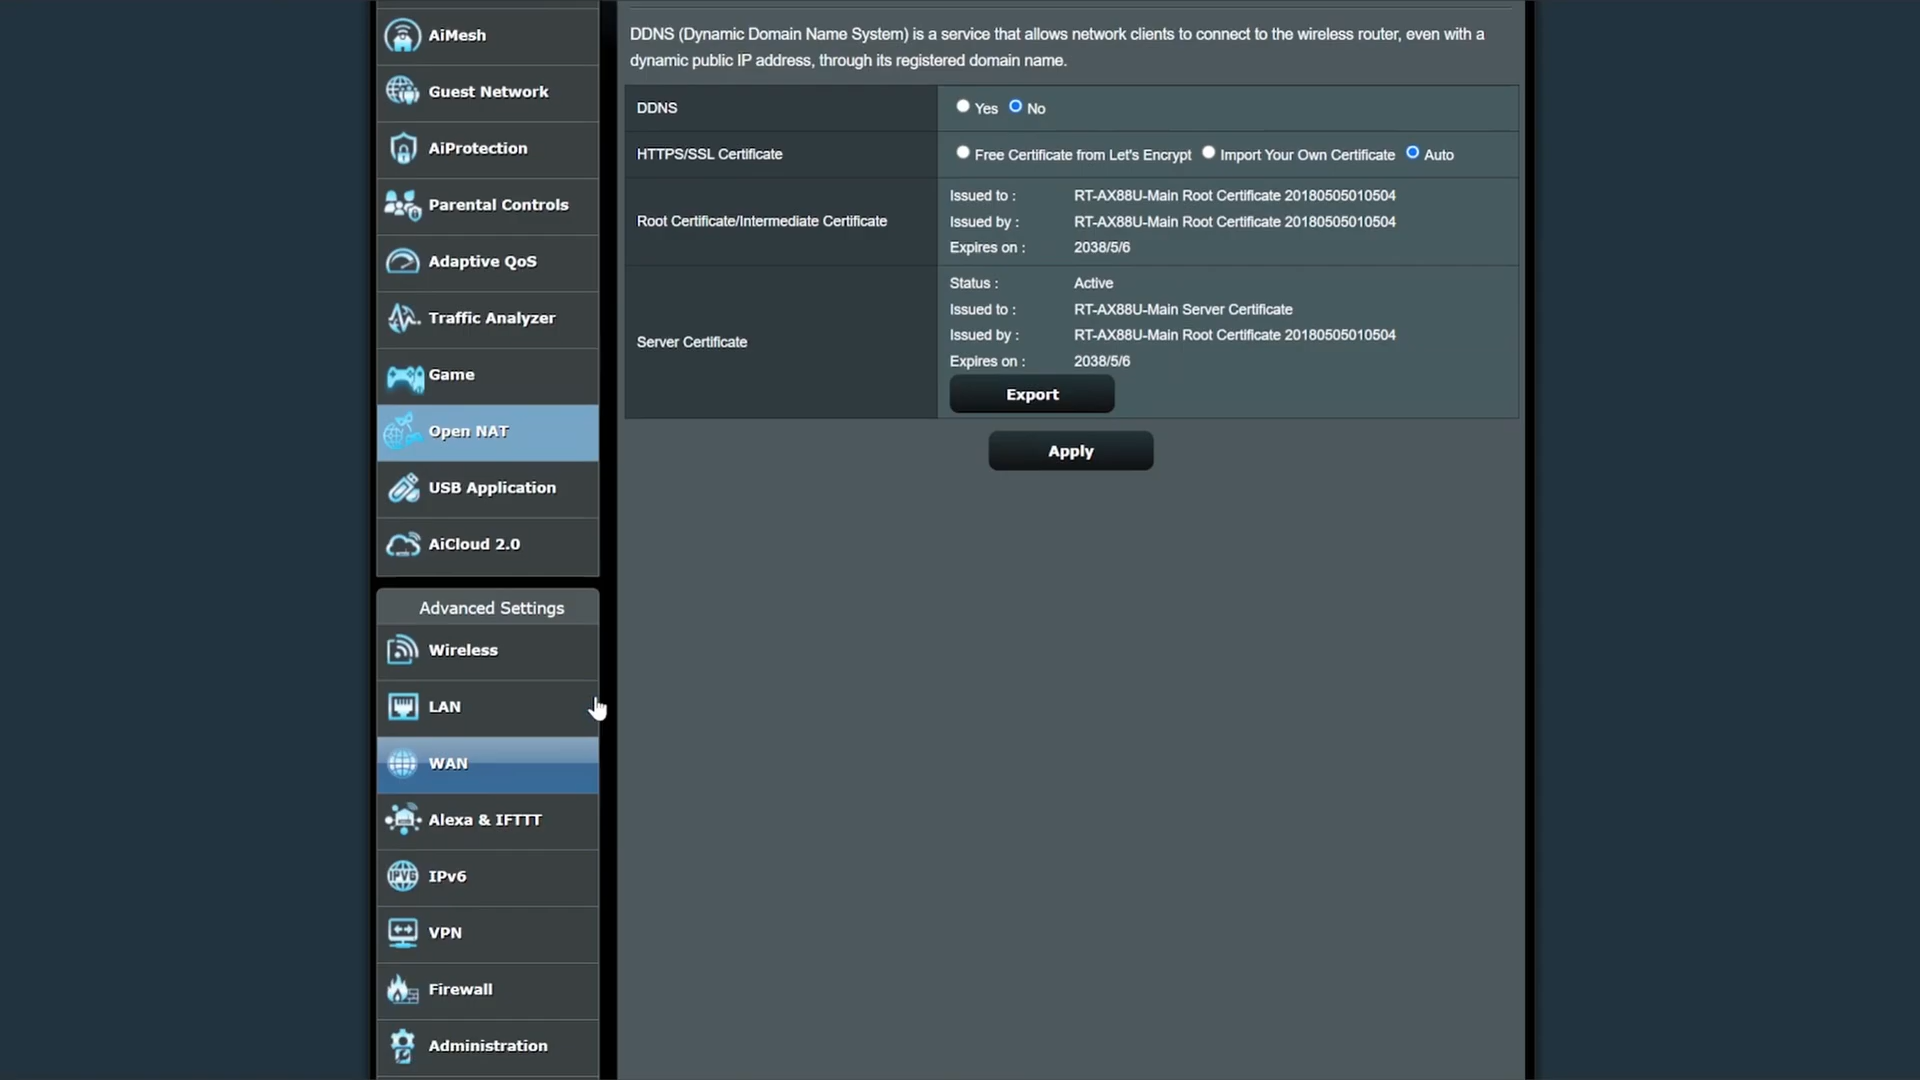 AiMesh
Guest Network
AiProtection
Parental Controls
Adaptive QoS
Traffic Analyzer
Game
Open NAT
USB Application
AiCloud 2.0
Advanced Settings
Wireless
LAN
WAN
Alexa & IFTTT
IPv6
VPN
Firewall
Administration
DDNS (Dynamic Domain Name System) is a service that allows network clients to connect to the wireless router, even with a
dynamic public IP address, through its registered domain name.
DDNS Yes No
HTTPS/SSL Certificate Free Certificate from Let's Encrypt Import Your Own Certificate Auto
Root Certificate/Intermediate Certificate
Issued to : RT-AX88U-Main Root Certificate 20180505010504
Issued by : RT-AX88U-Main Root Certificate 20180505010504
Expires on : 2038/5/6
Server Certificate
Status : Active
Issued to : RT-AX88U-Main Server Certificate
Issued by : RT-AX88U-Main Root Certificate 20180505010504
Expires on : 2038/5/6
Export
Apply